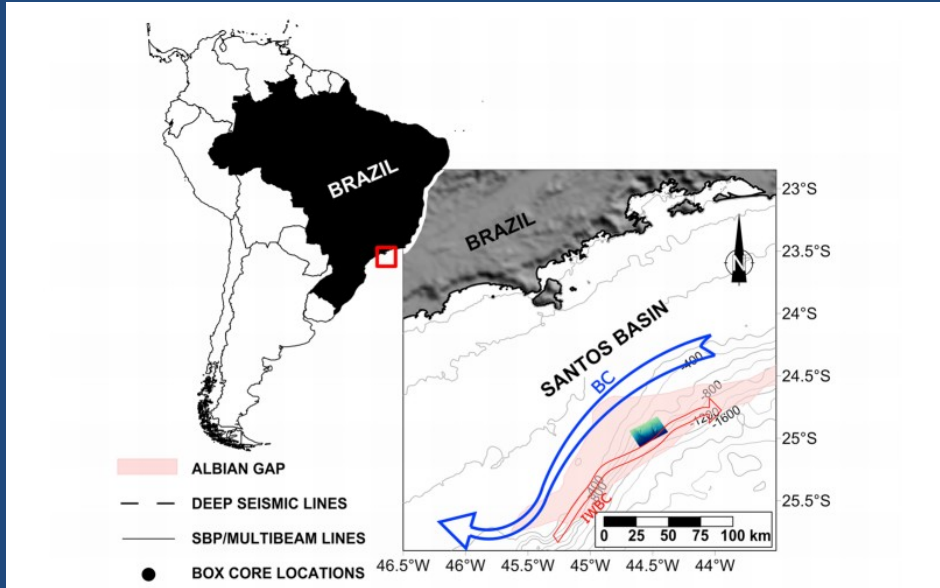 BRAZIL
BRAZIL
SANTOS BASIN
BC
IWBC
N
-400
-800
-1200
-1600
400
23°S
23.5°S
24°S
24.5°S
25°S
25.5°S
46.5°W 46°W 45.5°W 45°W 44.5°W 44°W
0 25 50 75 100 km
ALBIAN GAP
DEEP SEISMIC LINES
SBP/MULTIBEAM LINES
BOX CORE LOCATIONS